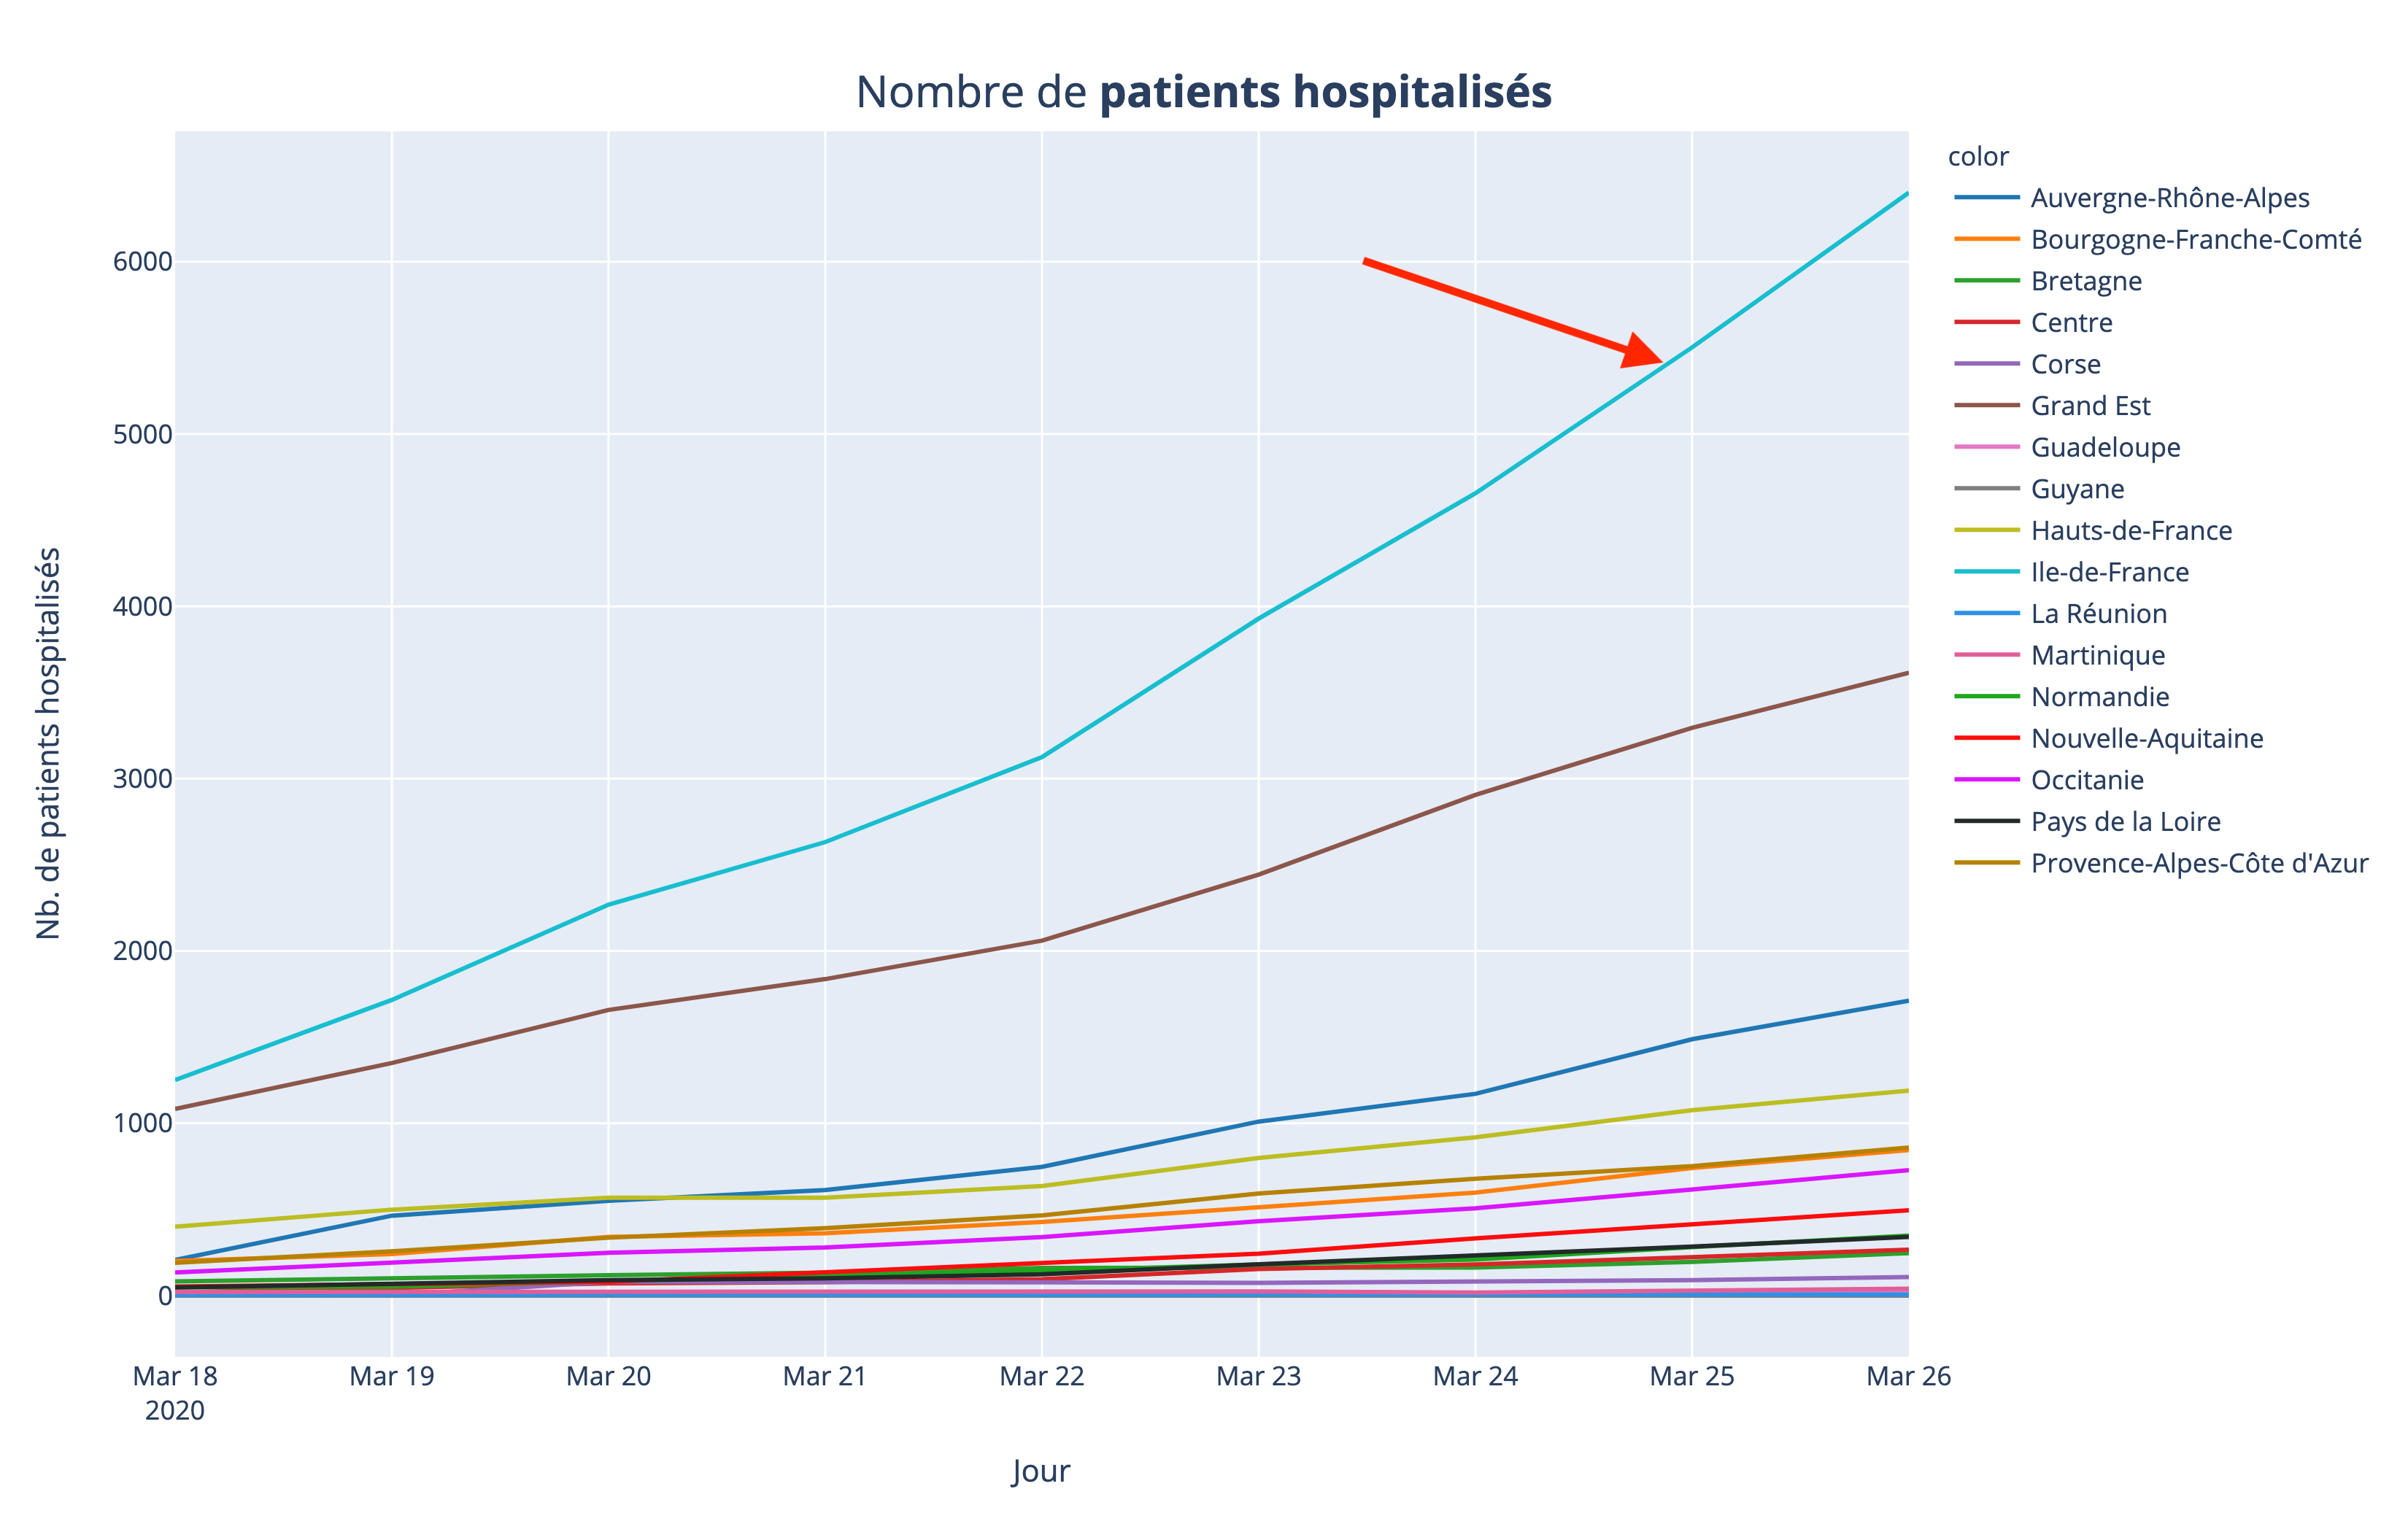 Nombre de patients hospitalisés
color
Auvergne-Rhône-Alpes
Bourgogne-Franche-Comté
Bretagne
Centre
Corse
Grand Est
Guadeloupe
Guyane
Hauts-de-France
Ile-de-France
La Réunion
Martinique
Normandie
Nouvelle-Aquitaine
Occitanie
Pays de la Loire
Provence-Alpes-Côte d'Azur
Nb. de patients hospitalisés
6000
5000
4000
3000
2000
1000
0
Mar 18 Mar 19 Mar 20 Mar 21 Mar 22 Mar 23 Mar 24 Mar 25 Mar 26
2020
Jour